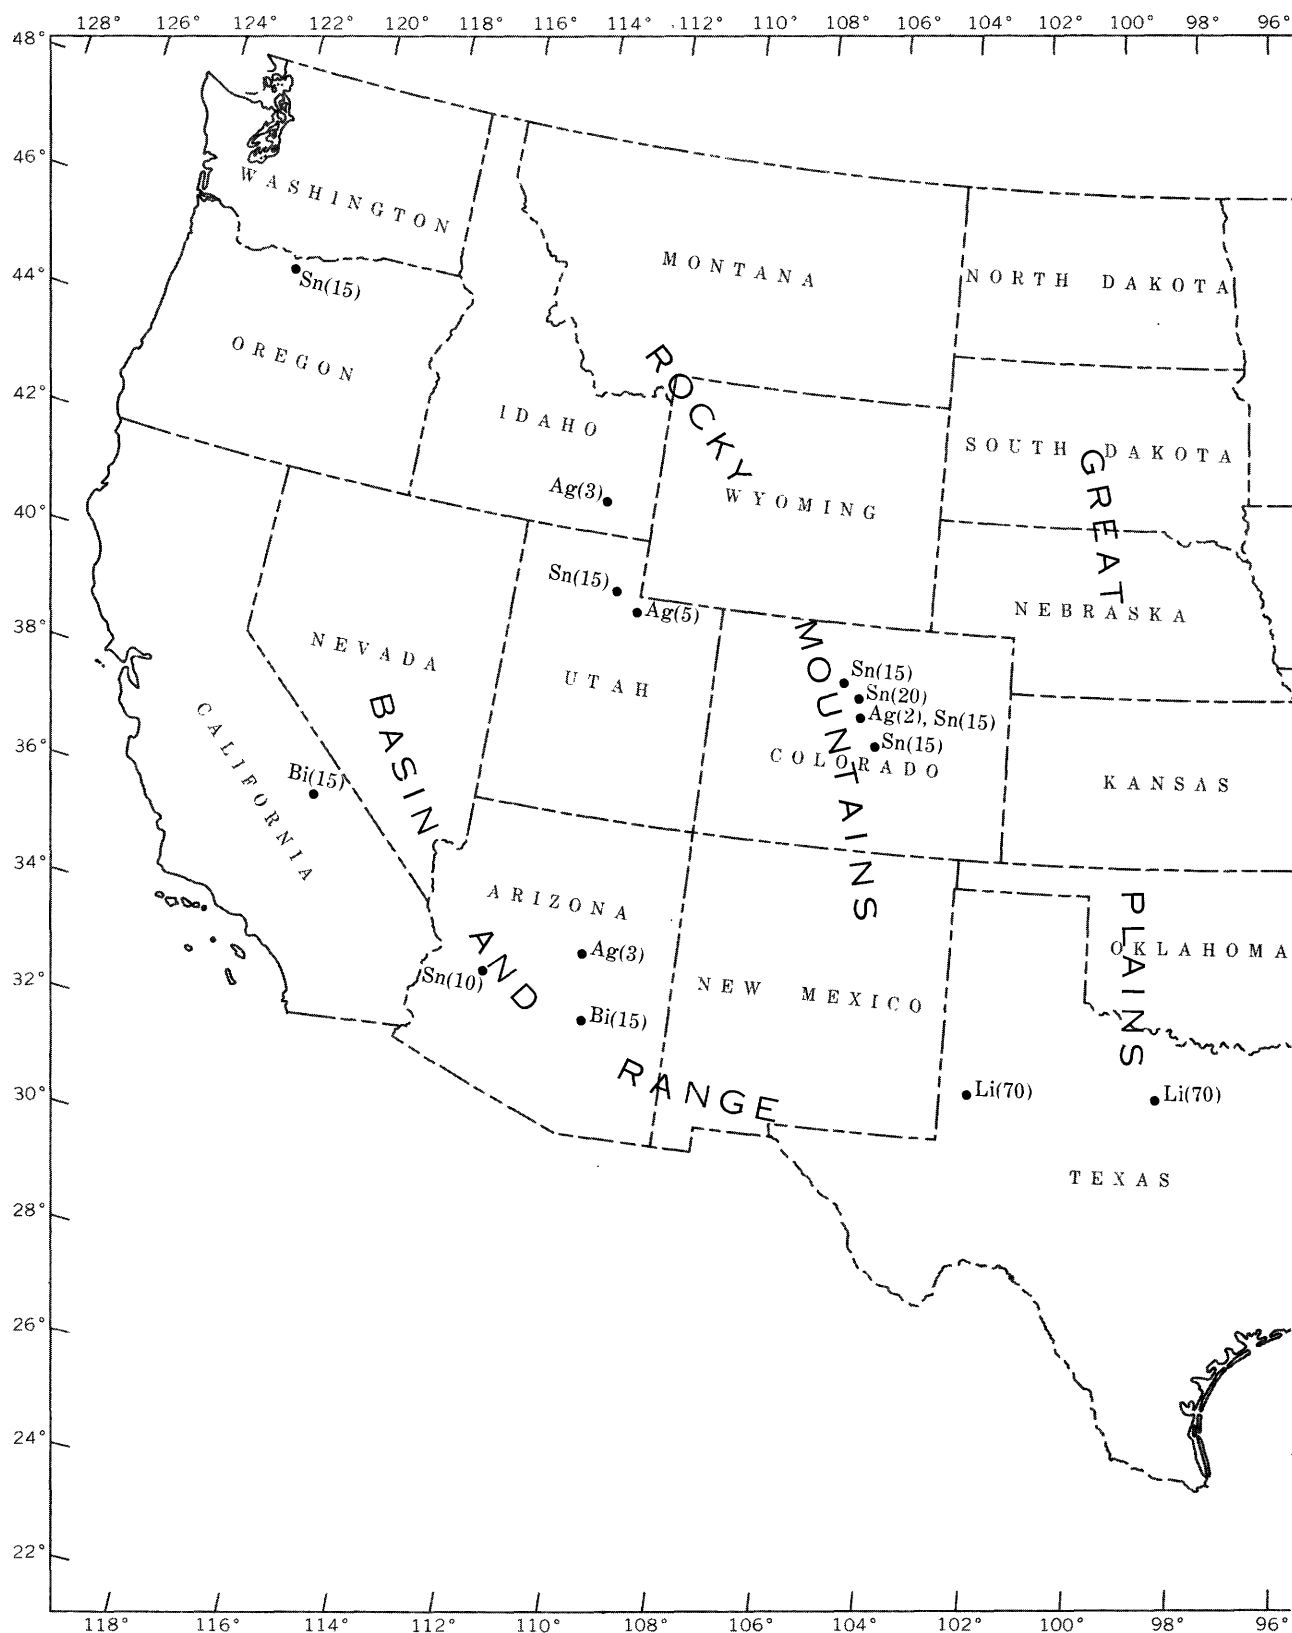 128° 126° 124° 122° 120° 118° 116° 114° 112° 110° 108° 106° 104° 102° 100° 98° 96°
48°
46°
44°
42°
40°
38°
36°
34°
32°
30°
28°
26°
24°
22°
118° 116° 114° 112° 110° 108° 106° 104° 102° 100° 98° 96°
WASHINGTON
Sn(15)
OREGON
MONTANA
NORTH DAKOTA
IDAHO
Ag(3)
ROCKY
WYOMING
SOUTH DAKOTA
GREAT
Sn(15)
Ag(5)
NEBRASKA
NEVADA
UTAH
MOUNTAINS
Sn(15)
Sn(20)
Ag(2), Sn(15)
Sn(15)
COLORADO
KANSAS
CALIFORNIA
Bi(15)
BASIN
ARIZONA
AND
Ag(3)
Sn(10)
Bi(15)
NEW MEXICO
OKLAHOMA
PLAINS
RANGE
Li(70)
Li(70)
TEXAS